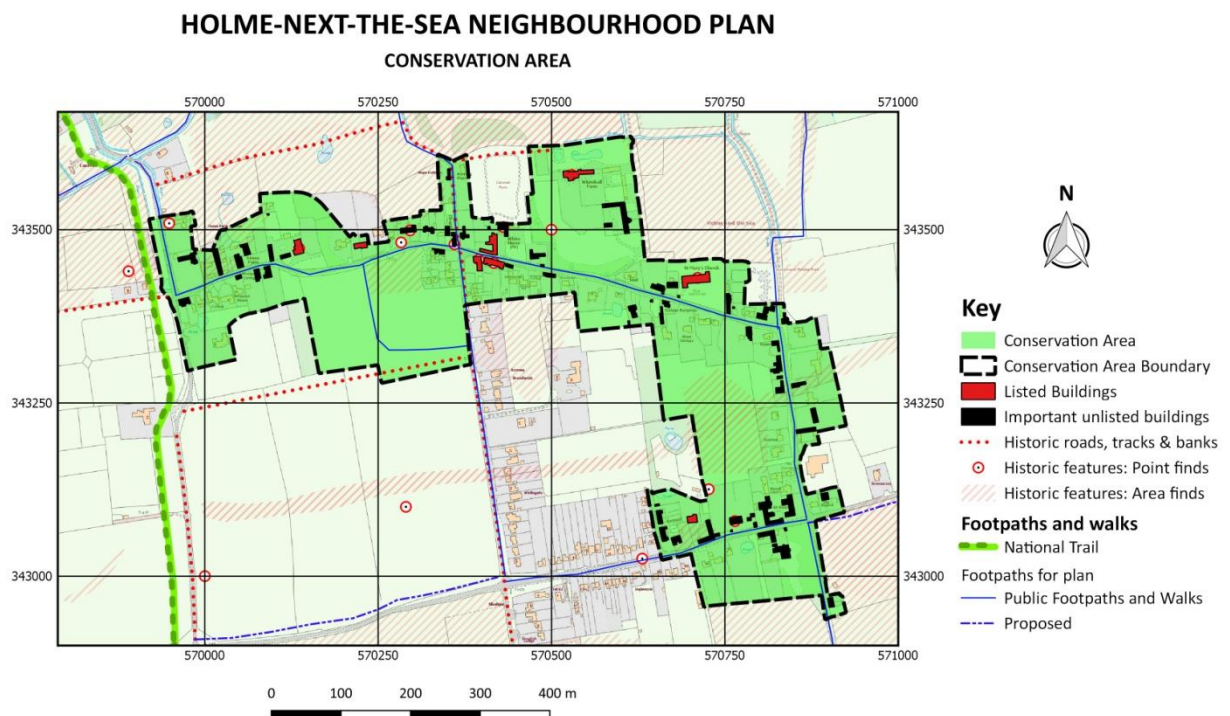 HOLME-NEXT-THE-SEA NEIGHBOURHOOD PLAN
CONSERVATION AREA
570000 570250 570500 570750 571000
343500 343500
343250 343250
343000 343000
570000 570250 570500 570750 571000
0 100 200 300 400 m
N
Key
Conservation Area
Conservation Area Boundary
Listed Buildings
Important unlisted buildings
Historic roads, tracks & banks
Historic features: Point finds
Historic features: Area finds
Footpaths and walks
National Trail
Footpaths for plan
Public Footpaths and Walks
Proposed